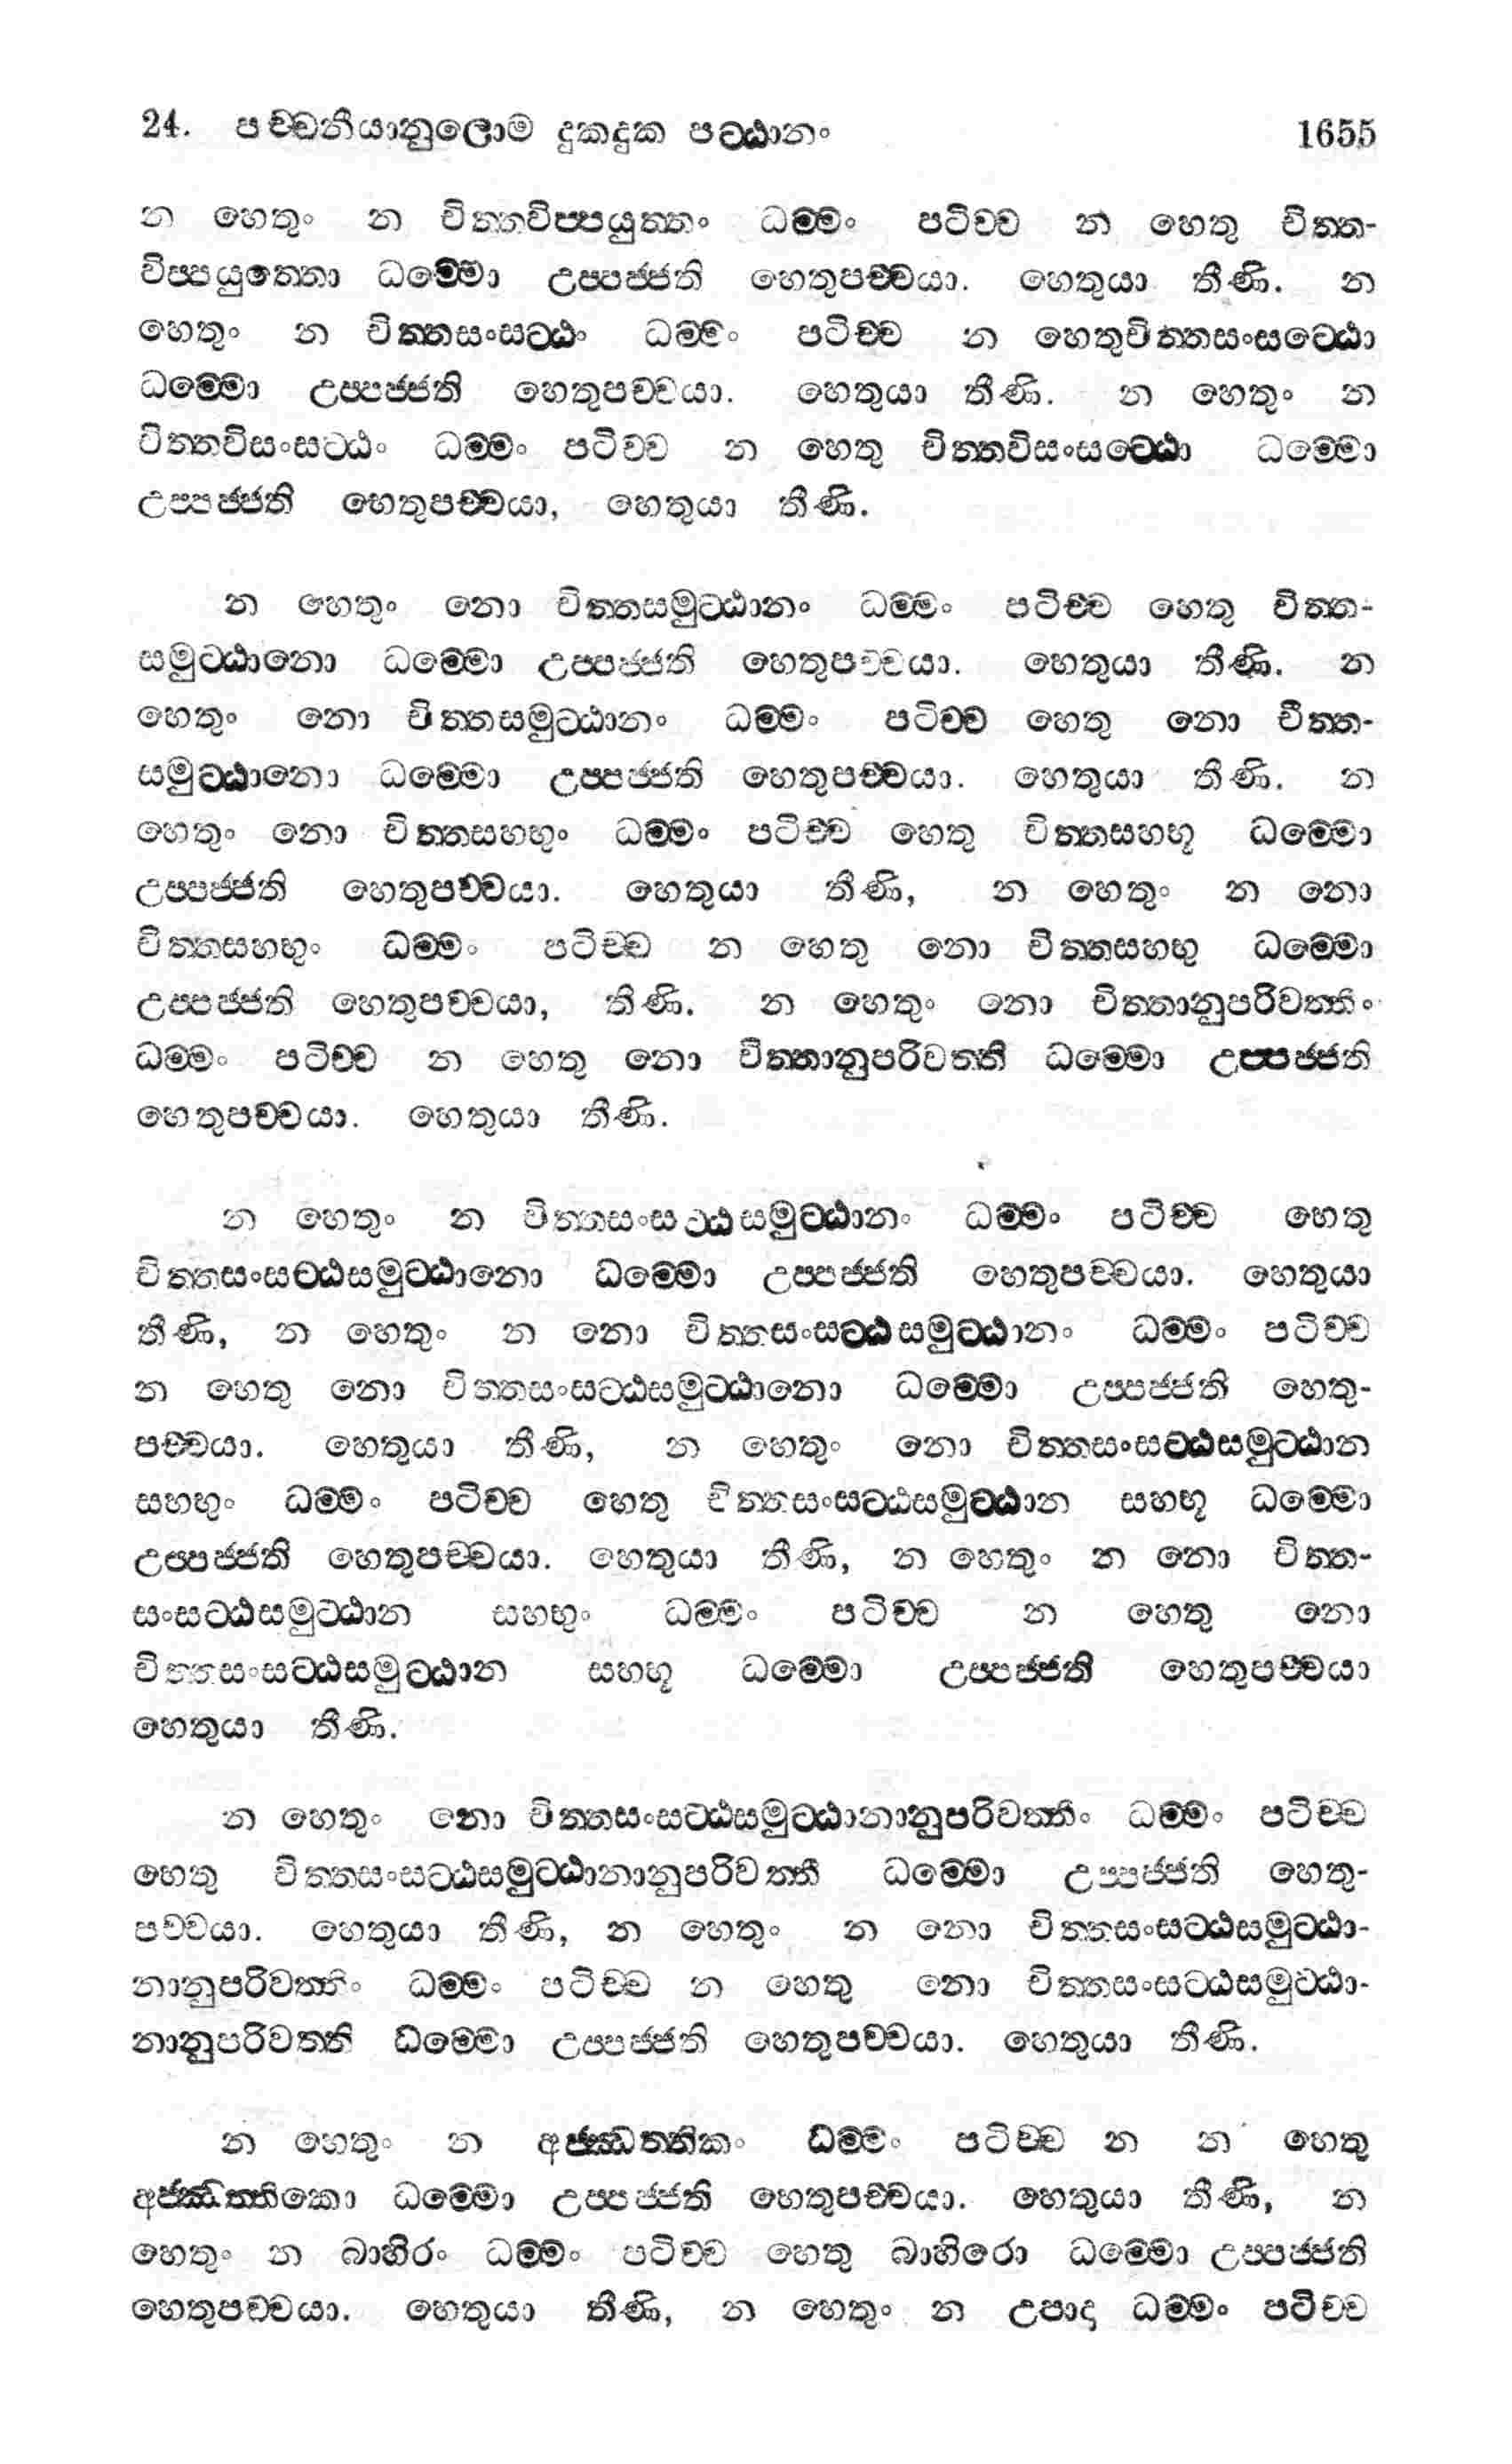 24. පච්චනීයානුලොම දුකදුක පට්ඨානං 1655
න හෙතුං න චිත්තවිප්පයුත්තං ධම්මං පටිච්ච න හෙතු චිත්ත-
විප්පයුත්තො ධම්මො උප්පජ්ජති හෙතුපච්චයා. හෙතුයා තීණි. න
හෙතුං න චිත්තසංසට්ඨං ධම්මං පටිච්ච න හෙතුචිත්තසංසට්ඨො
ධම්මො උප්පජ්ජති හෙතුපච්චයා. හෙතුයා තීණි. න හෙතුං න
චිත්තවිසංසට්ඨං ධම්මං පටිච්ච න හෙතු චිත්තවිසංසට්ඨො ධම්මො
උප්පජ්ජති හෙතුපච්චයා, හෙතුයා තීණි.
න හෙතුං නො චිත්තසමුට්ඨානං ධම්මං පටිච්ච හෙතු චිත්ත-
සමුට්ඨානො ධම්මො උප්පජ්ජති හෙතුපච්චයා. හෙතුයා තීණි. න
හෙතුං නො චිත්තසමුට්ඨානං ධම්මං පටිච්ච හෙතු නො චිත්ත-
සමුට්ඨානො ධම්මො උප්පජ්ජති හෙතුපච්චයා. හෙතුයා තීණි. න
හෙතුං නො චිත්තසහභුං ධම්මං පටිච්ච හෙතු චිත්තසහභූ ධම්මො
උප්පජ්ජති හෙතුපච්චයා. හෙතුයා තීණි, න හෙතුං න නො
චිත්තසහභුං ධම්මං පටිච්ච න හෙතු නො චිත්තසහභු ධම්මො
උප්පජ්ජති හෙතුපච්චයා, තිණි. න හෙතුං නො චිත්තානුපරිවත්තිං
ධම්මං පටිච්ච න හෙතු නො චිත්තානුපරිවත්ති ධම්මො උප්පජ්ජති
හෙතුපච්චයා. හෙතුයා තීණි.
න හෙතුං න චිත්තසංසට්ඨසමුට්ඨානං ධම්මං පටිච්ච හෙතු
චිත්තසංසට්ඨසමුට්ඨානො ධම්මො උප්පජ්ජති හෙතුපච්චයා. හෙතුයා
තීණි, න හෙතුං න නො චිත්තසංසට්ඨසමුට්ඨානං ධම්මං පටිච්ච
න හෙතු නො චිත්තසංසට්ඨසමුට්ඨානො ධම්මො උප්පජ්ජති හෙතු-
පච්චයා. හෙතුයා තීණි, න හෙතුං නො චිත්තසංසට්ඨසමුට්ඨාන
සහභුං ධම්මං පටිච්ච හෙතු චිත්තසංසට්ඨසමුට්ඨාන සහභූ ධම්මො
උප්පජ්ජති හෙතුපච්චයා. හෙතුයා තීණි, න හෙතුං න නො චිත්ත-
සංසට්ඨසමුට්ඨාන සහභුං ධම්මං පටිච්ච න හෙතු නො
චිත්තසංසට්ඨසමුට්ඨාන සහභූ ධම්මො උප්පජ්ජති හෙතුපච්චයා
හෙතුයා තීණි.
න හෙතුං නො චිත්තසංසට්ඨසමුට්ඨානානුපරිවත්තිං ධම්මං පටිච්ච
හෙතු චිත්තසංසට්ඨසමුට්ඨානානුපරිවත්තී ධම්මො උප්පජ්ජති හෙතු-
පච්චයා. හෙතුයා තීණි, න හෙතුං න නො චිත්තසංසට්ඨසමුට්ඨා-
නානුපරිවත්තිං ධම්මං පටිච්ච න හෙතු නො චිත්තසංසට්ඨසමුට්ඨා-
නානුපරිවත්ති ධම්මො උප්පජ්ජති හෙතුපච්චයා. හෙතුයා තීණි.
න හෙතුං න අජ්ඣත්තිකං ධම්මං පටිච්ච න න හෙතු
අජ්ඣත්තිකො ධම්මො උප්පජ්ජති හෙතුපච්චයා. හෙතුයා තීණි, න
හෙතුං න බාහිරං ධම්මං පටිච්ච හෙතු බාහිරො ධම්මො උප්පජ්ජති
හෙතුපච්චයා. හෙතුයා තීණි, න හෙතුං න උපාදා ධම්මං පටිච්ච